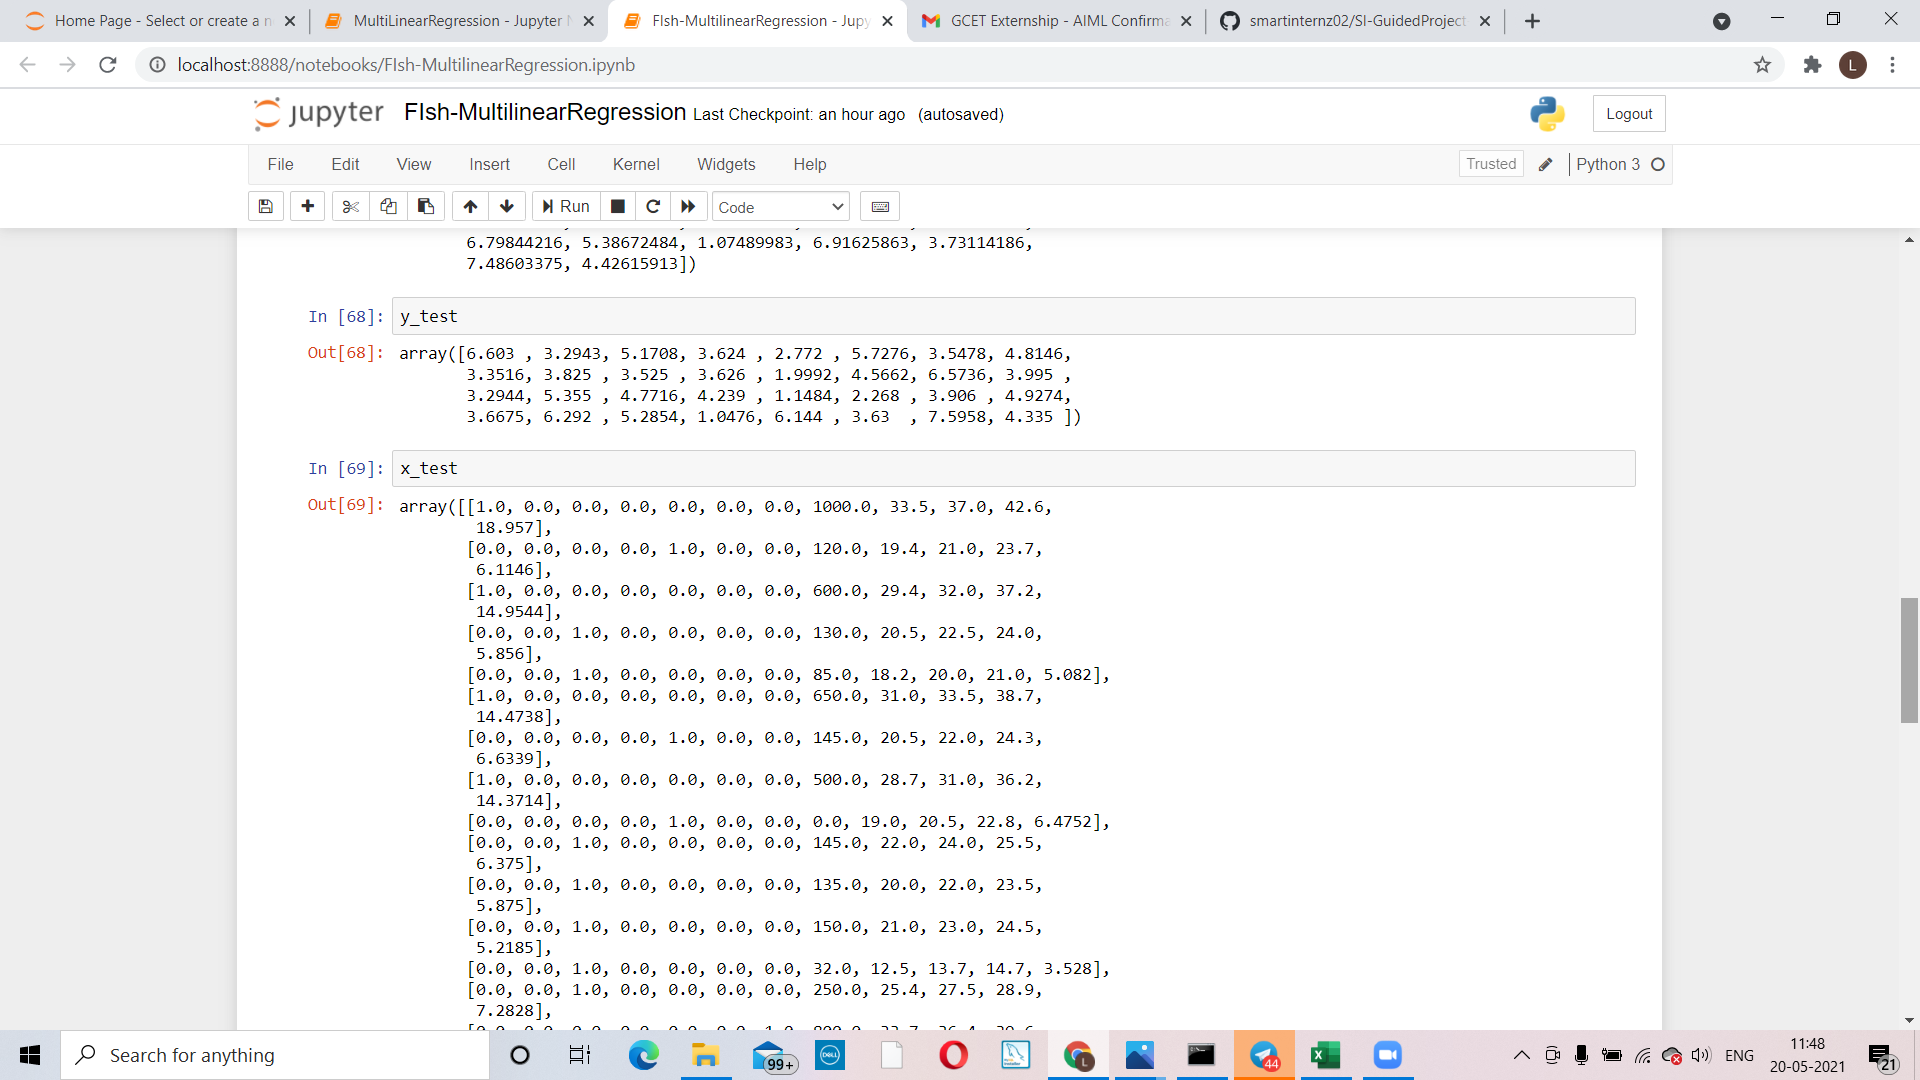 Home Page - Select or create a n
MultiLinearRegression - Jupyter N
FIsh-MultilinearRegression - Jupy
GCET Externship - AIML Confirma
smartinternz02/SI-GuidedProject
localhost:8888/notebooks/FIsh-MultilinearRegression.ipynb
L
jupyter
FIsh-MultilinearRegression Last Checkpoint: an hour ago (autosaved)
Logout
File Edit View Insert Cell Kernel Widgets Help
Trusted
Python 3
Run
Code
6.79844216, 5.38672484, 1.07489983, 6.91625863, 3.73114186,
7.48603375, 4.42615913])
In [68]: y_test
Out[68]: array([6.603 , 3.2943, 5.1708, 3.624 , 2.772 , 5.7276, 3.5478, 4.8146,
3.3516, 3.825 , 3.525 , 3.626 , 1.9992, 4.5662, 6.5736, 3.995 ,
3.2944, 5.355 , 4.7716, 4.239 , 1.1484, 2.268 , 3.906 , 4.9274,
3.6675, 6.292 , 5.2854, 1.0476, 6.144 , 3.63  , 7.5958, 4.335 ])
In [69]: x_test
Out[69]: array([[1.0, 0.0, 0.0, 0.0, 0.0, 0.0, 0.0, 1000.0, 33.5, 37.0, 42.6,
18.957],
[0.0, 0.0, 0.0, 0.0, 1.0, 0.0, 0.0, 120.0, 19.4, 21.0, 23.7,
6.1146],
[1.0, 0.0, 0.0, 0.0, 0.0, 0.0, 0.0, 600.0, 29.4, 32.0, 37.2,
14.9544],
[0.0, 0.0, 1.0, 0.0, 0.0, 0.0, 0.0, 130.0, 20.5, 22.5, 24.0,
5.856],
[0.0, 0.0, 1.0, 0.0, 0.0, 0.0, 0.0, 85.0, 18.2, 20.0, 21.0, 5.082],
[1.0, 0.0, 0.0, 0.0, 0.0, 0.0, 0.0, 650.0, 31.0, 33.5, 38.7,
14.4738],
[0.0, 0.0, 0.0, 0.0, 1.0, 0.0, 0.0, 145.0, 20.5, 22.0, 24.3,
6.6339],
[1.0, 0.0, 0.0, 0.0, 0.0, 0.0, 0.0, 500.0, 28.7, 31.0, 36.2,
14.3714],
[0.0, 0.0, 0.0, 0.0, 1.0, 0.0, 0.0, 0.0, 19.0, 20.5, 22.8, 6.4752],
[0.0, 0.0, 1.0, 0.0, 0.0, 0.0, 0.0, 145.0, 22.0, 24.0, 25.5,
6.375],
[0.0, 0.0, 1.0, 0.0, 0.0, 0.0, 0.0, 135.0, 20.0, 22.0, 23.5,
5.875],
[0.0, 0.0, 1.0, 0.0, 0.0, 0.0, 0.0, 150.0, 21.0, 23.0, 24.5,
5.2185],
[0.0, 0.0, 1.0, 0.0, 0.0, 0.0, 0.0, 32.0, 12.5, 13.7, 14.7, 3.528],
[0.0, 0.0, 1.0, 0.0, 0.0, 0.0, 0.0, 250.0, 25.4, 27.5, 28.9,
7.2828],
Search for anything
99+
DELL
L
44
ENG
11:48
20-05-2021
21